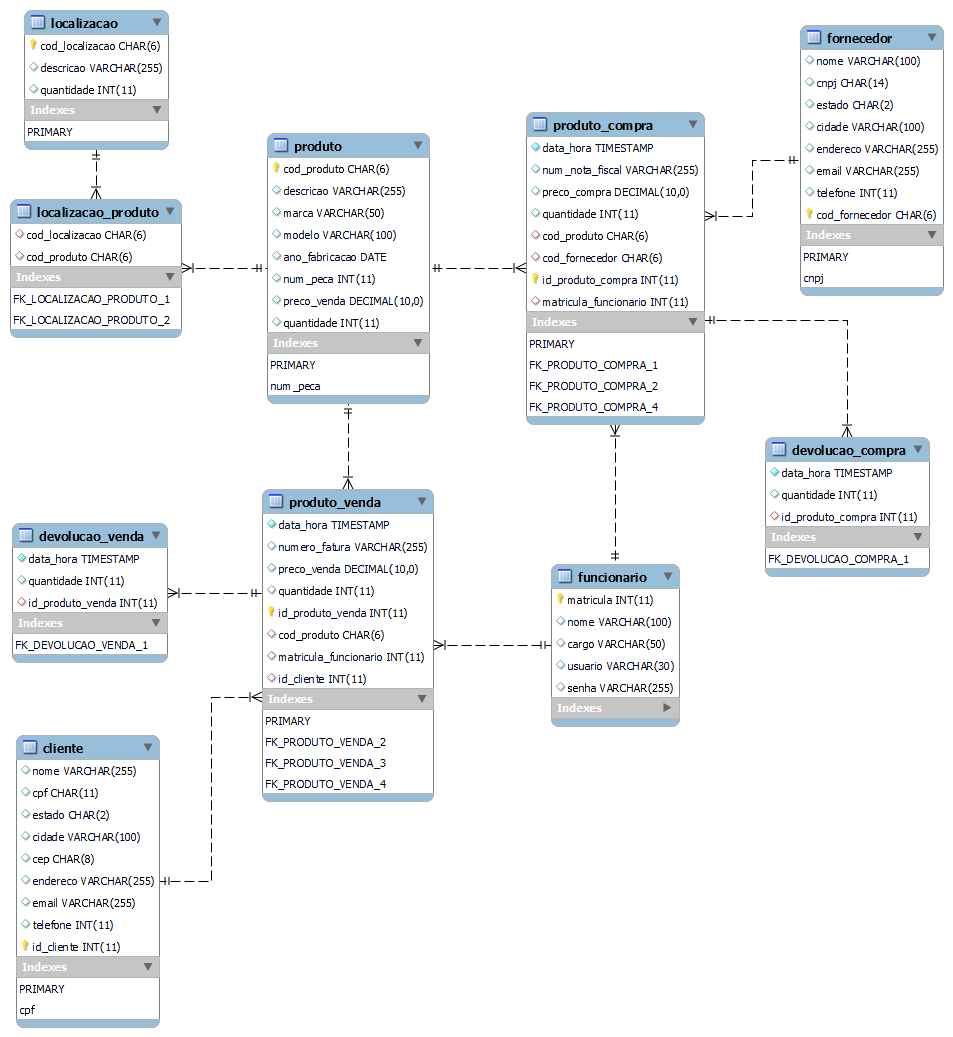 localizacao
cod_localizacao CHAR(6)
descricao VARCHAR(255)
quantidade INT(11)
Indexes
PRIMARY
localizacao_produto
cod_localizacao CHAR(6)
cod_produto CHAR(6)
Indexes
FK_LOCALIZACAO_PRODUTO_1
FK_LOCALIZACAO_PRODUTO_2
produto
cod_produto CHAR(6)
descricao VARCHAR(255)
marca VARCHAR(50)
modelo VARCHAR(100)
ano_fabricacao DATE
num_peca INT(11)
preco_venda DECIMAL(10,0)
quantidade INT(11)
Indexes
PRIMARY
num_peca
produto_compra
data_hora TIMESTAMP
num_nota_fiscal VARCHAR(255)
preco_compra DECIMAL(10,0)
quantidade INT(11)
cod_produto CHAR(6)
cod_fornecedor CHAR(6)
id_produto_compra INT(11)
matricula_funcionario INT(11)
Indexes
PRIMARY
FK_PRODUTO_COMPRA_1
FK_PRODUTO_COMPRA_2
FK_PRODUTO_COMPRA_4
fornecedor
nome VARCHAR(100)
cnpj CHAR(14)
estado CHAR(2)
cidade VARCHAR(100)
endereco VARCHAR(255)
email VARCHAR(255)
telefone INT(11)
cod_fornecedor CHAR(6)
Indexes
PRIMARY
cnpj
devolucao_compra
data_hora TIMESTAMP
quantidade INT(11)
id_produto_compra INT(11)
Indexes
FK_DEVOLUCAO_COMPRA_1
devolucao_venda
data_hora TIMESTAMP
quantidade INT(11)
id_produto_venda INT(11)
Indexes
FK_DEVOLUCAO_VENDA_1
produto_venda
data_hora TIMESTAMP
numero_fatura VARCHAR(255)
preco_venda DECIMAL(10,0)
quantidade INT(11)
id_produto_venda INT(11)
cod_produto CHAR(6)
matricula_funcionario INT(11)
id_cliente INT(11)
Indexes
PRIMARY
FK_PRODUTO_VENDA_2
FK_PRODUTO_VENDA_3
FK_PRODUTO_VENDA_4
funcionario
matricula INT(11)
nome VARCHAR(100)
cargo VARCHAR(50)
usuario VARCHAR(30)
senha VARCHAR(255)
Indexes
cliente
nome VARCHAR(255)
cpf CHAR(11)
estado CHAR(2)
cidade VARCHAR(100)
cep CHAR(8)
endereco VARCHAR(255)
email VARCHAR(255)
telefone INT(11)
id_cliente INT(11)
Indexes
PRIMARY
cpf